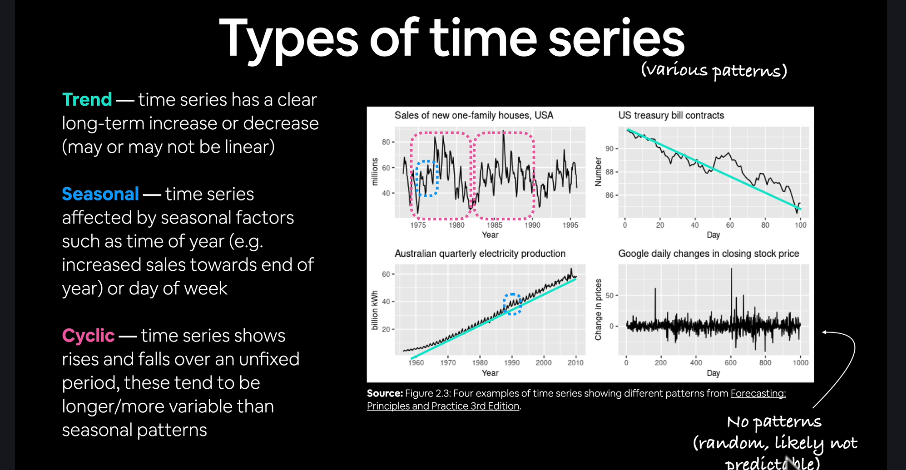 Types of time series
(various patterns)
Trend — time series has a clear
long-term increase or decrease
(may or may not be linear)
Seasonal — time series
affected by seasonal factors
such as time of year (e.g.
increased sales towards end of
year) or day of week
Cyclic — time series shows
rises and falls over an unfixed
period, these tend to be
longer/more variable than
seasonal patterns
Sales of new one-family houses, USA
millions
80
60
40
1975 1980 1985 1990 1995
Year
US treasury bill contracts
Number
90
88
86
0 20 40 60 80 100
Day
Australian quarterly electricity production
billion kWh
60
40
20
1960 1970 1980 1990 2000 2010
Year
Google daily changes in closing stock price
Change in prices
50
0
0 200 400 600 800 1000
Day
Source: Figure 2.3: Four examples of time series showing different patterns from Forecasting:
Principles and Practice 3rd Edition.
No patterns
(random, likely not
predictable)